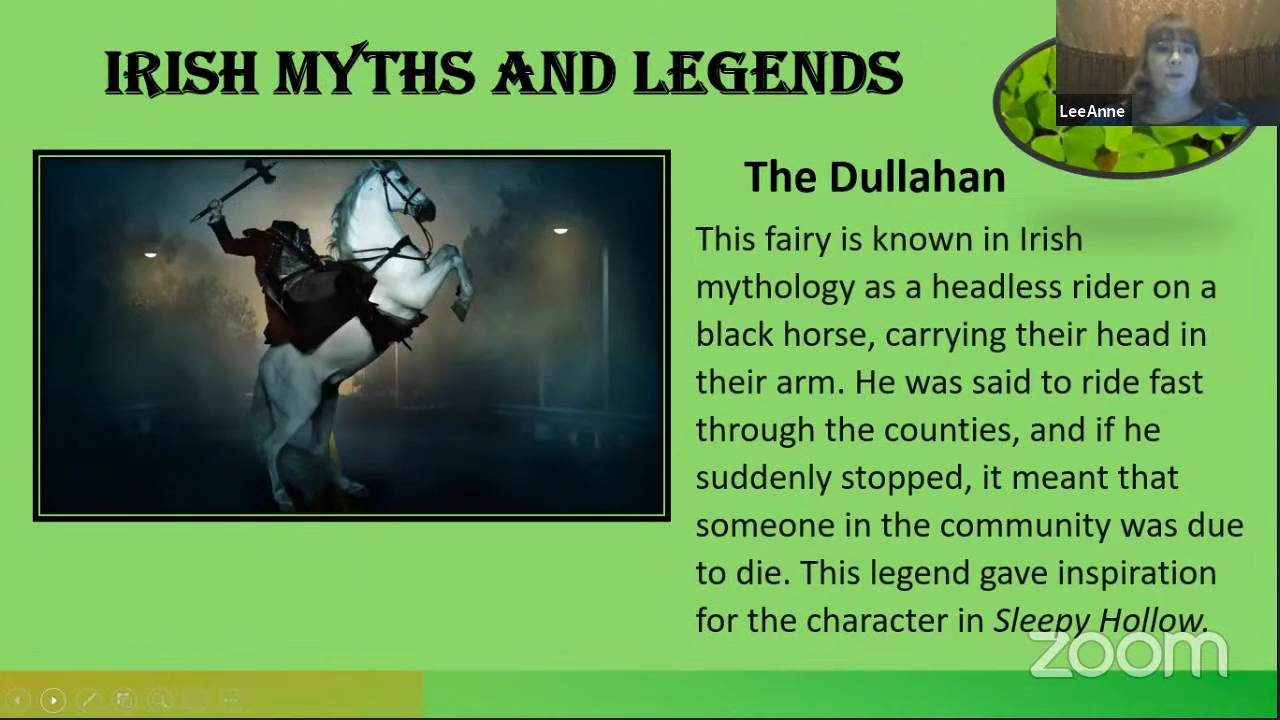 IRISH MYTHS AND LEGENDS
LeeAnne
The Dullahan
This fairy is known in Irish
mythology as a headless rider on a
black horse, carrying their head in
their arm. He was said to ride fast
through the counties, and if he
suddenly stopped, it meant that
someone in the community was due
to die. This legend gave inspiration
for the character in Sleepy Hollow.
zoom